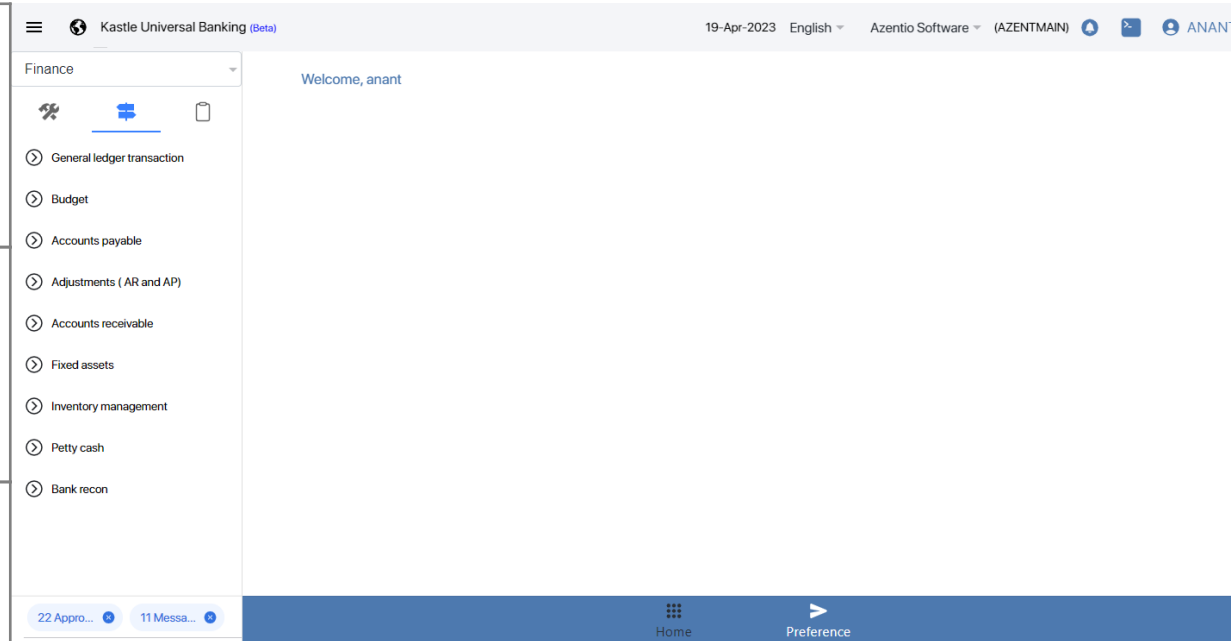 Kastle Universal Banking (Beta)
19-Apr-2023 English Azentio Software (AZENTMAIN) ANANT
Finance
Welcome, anant
General ledger transaction
Budget
Accounts payable
Adjustments ( AR and AP)
Accounts receivable
Fixed assets
Inventory management
Petty cash
Bank recon
22 Appro... 11 Messa...
Home
Preference